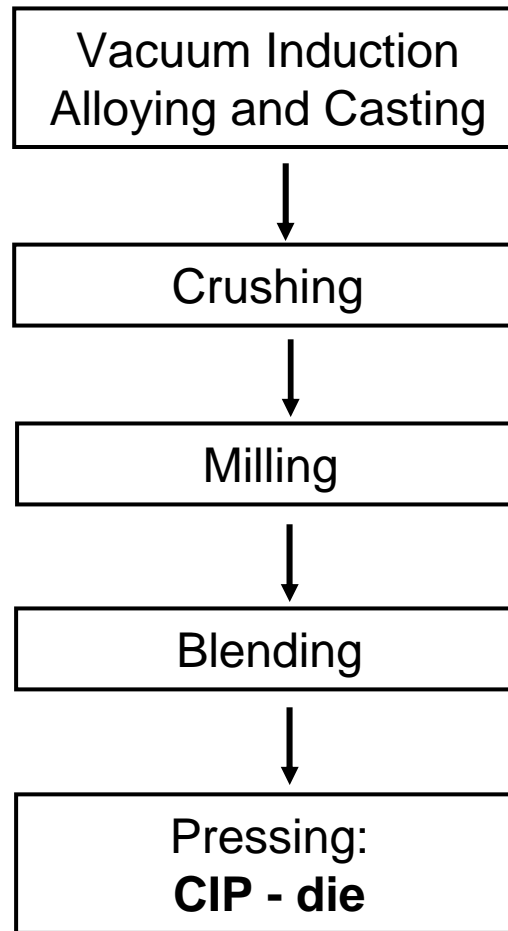 Vacuum Induction
Alloying and Casting
Crushing
Milling
Blending
Pressing:
CIP - die